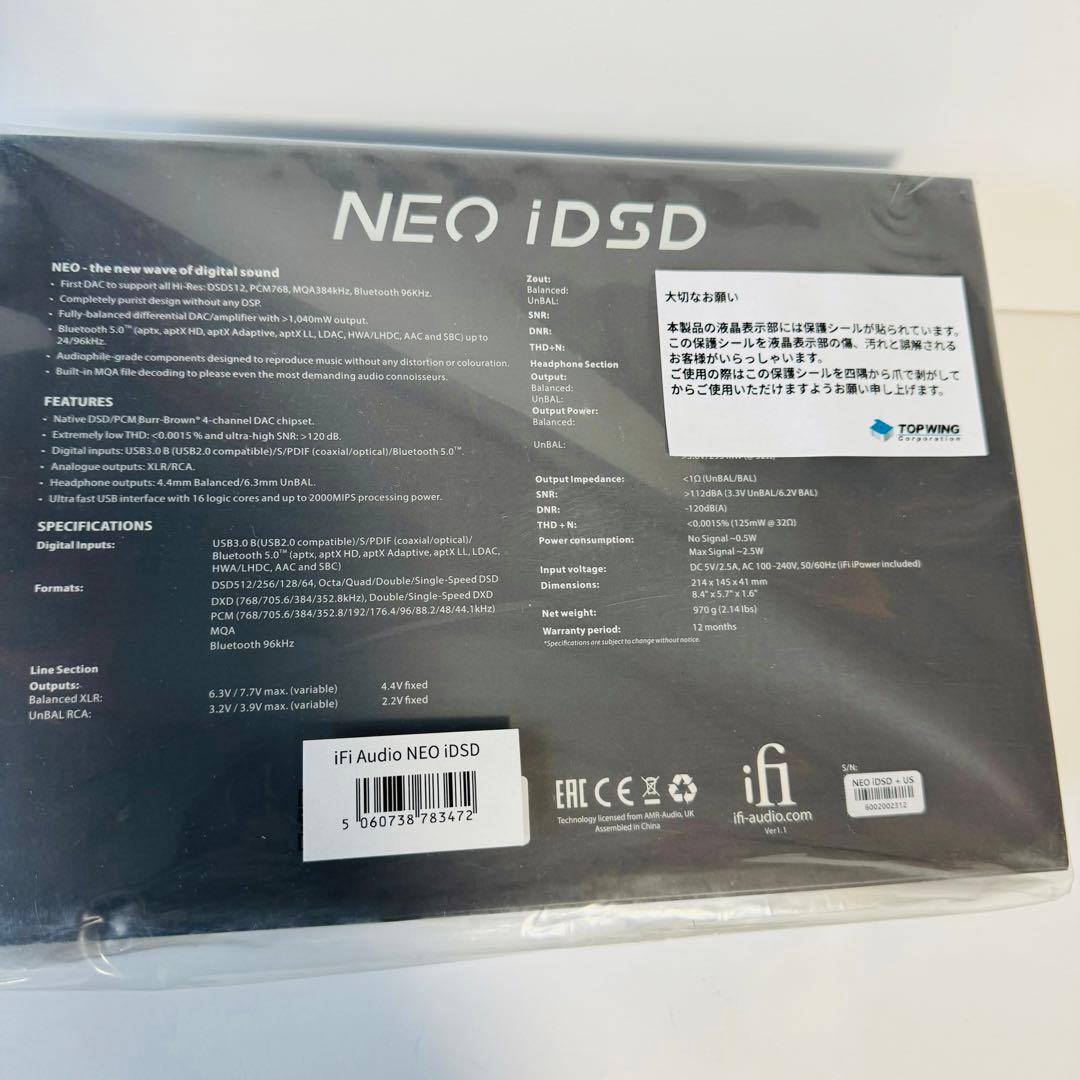 NEO iDSD
NEO - the new wave of digital sound
• First DAC to support all Hi-Res: DSD512, PCM768, MQA384kHz, Bluetooth 96KHz.
• Completely purist design without any DSP.
• Fully-balanced differential DAC/amplifier with >1,040mW output.
• Bluetooth 5.0™ (aptx, aptX HD, aptX Adaptive, aptX LL, LDAC, HWA/LHDC, AAC and SBC) up to
24/96kHz.
• Audiophile-grade components designed to reproduce music without any distortion or colouration.
• Built-in MQA file decoding to please even the most demanding audio connoisseurs.
FEATURES
• Native DSD/PCM Burr-Brown® 4-channel DAC chipset.
• Extremely low THD: <0.0015 % and ultra-high SNR: >120 dB.
• Digital inputs: USB3.0 B (USB2.0 compatible)/S/PDIF (coaxial/optical)/Bluetooth 5.0™.
• Analogue outputs: XLR/RCA.
• Headphone outputs: 4.4mm Balanced/6.3mm UnBAL.
• Ultra fast USB interface with 16 logic cores and up to 2000MIPS processing power.
SPECIFICATIONS
Digital Inputs: USB3.0 B(USB2.0 compatible)/S/PDIF (coaxial/optical)/
Bluetooth 5.0™ (aptx, aptX HD, aptX Adaptive, aptX LL, LDAC,
HWA/LHDC, AAC and SBC)
Formats: DSD512/256/128/64, Octa/Quad/Double/Single-Speed DSD
DXD (768/705.6/384/352.8kHz), Double/Single-Speed DXD
PCM (768/705.6/384/352.8/192/176.4/96/88.2/48/44.1kHz)
MQA
Bluetooth 96kHz
Line Section
Outputs:
Balanced XLR: 6.3V / 7.7V max. (variable) 4.4V fixed
UnBAL RCA: 3.2V / 3.9V max. (variable) 2.2V fixed
Zout:
Balanced:
UnBAL:
SNR:
DNR:
THD+N:
Headphone Section
Output:
Balanced:
UnBAL:
Output Power:
Balanced:
UnBAL:
Output Impedance: <1Ω (UnBAL/BAL)
SNR: >112dBA (3.3V UnBAL/6.2V BAL)
DNR: -120dB(A)
THD + N: <0.0015% (125mW @ 32Ω)
Power consumption: No Signal ~0.5W
Max Signal ~2.5W
Input voltage: DC 5V/2.5A, AC 100 -240V, 50/60Hz (iFi iPower included)
Dimensions: 214 x 145 x 41 mm
8.4" x 5.7" x 1.6"
Net weight: 970 g (2.14 lbs)
Warranty period: 12 months
*Specifications are subject to change without notice.
大切なお願い
本製品の液晶表示部には保護シールが貼られています。
この保護シールを液晶表示部の傷、汚れと誤解される
お客様がいらっしゃいます。
ご使用の際はこの保護シールを四隅から爪で剥がして
からご使用いただけますようお願い申し上げます。
TOP WING
Corporation
iFi Audio NEO iDSD
5 060738 783472
EAC CE
Technology licensed from AMR-Audio, UK
Assembled in China
ifi
ifi-audio.com
Ver1.1
S/N:
NEO iDSD + US
6002002312